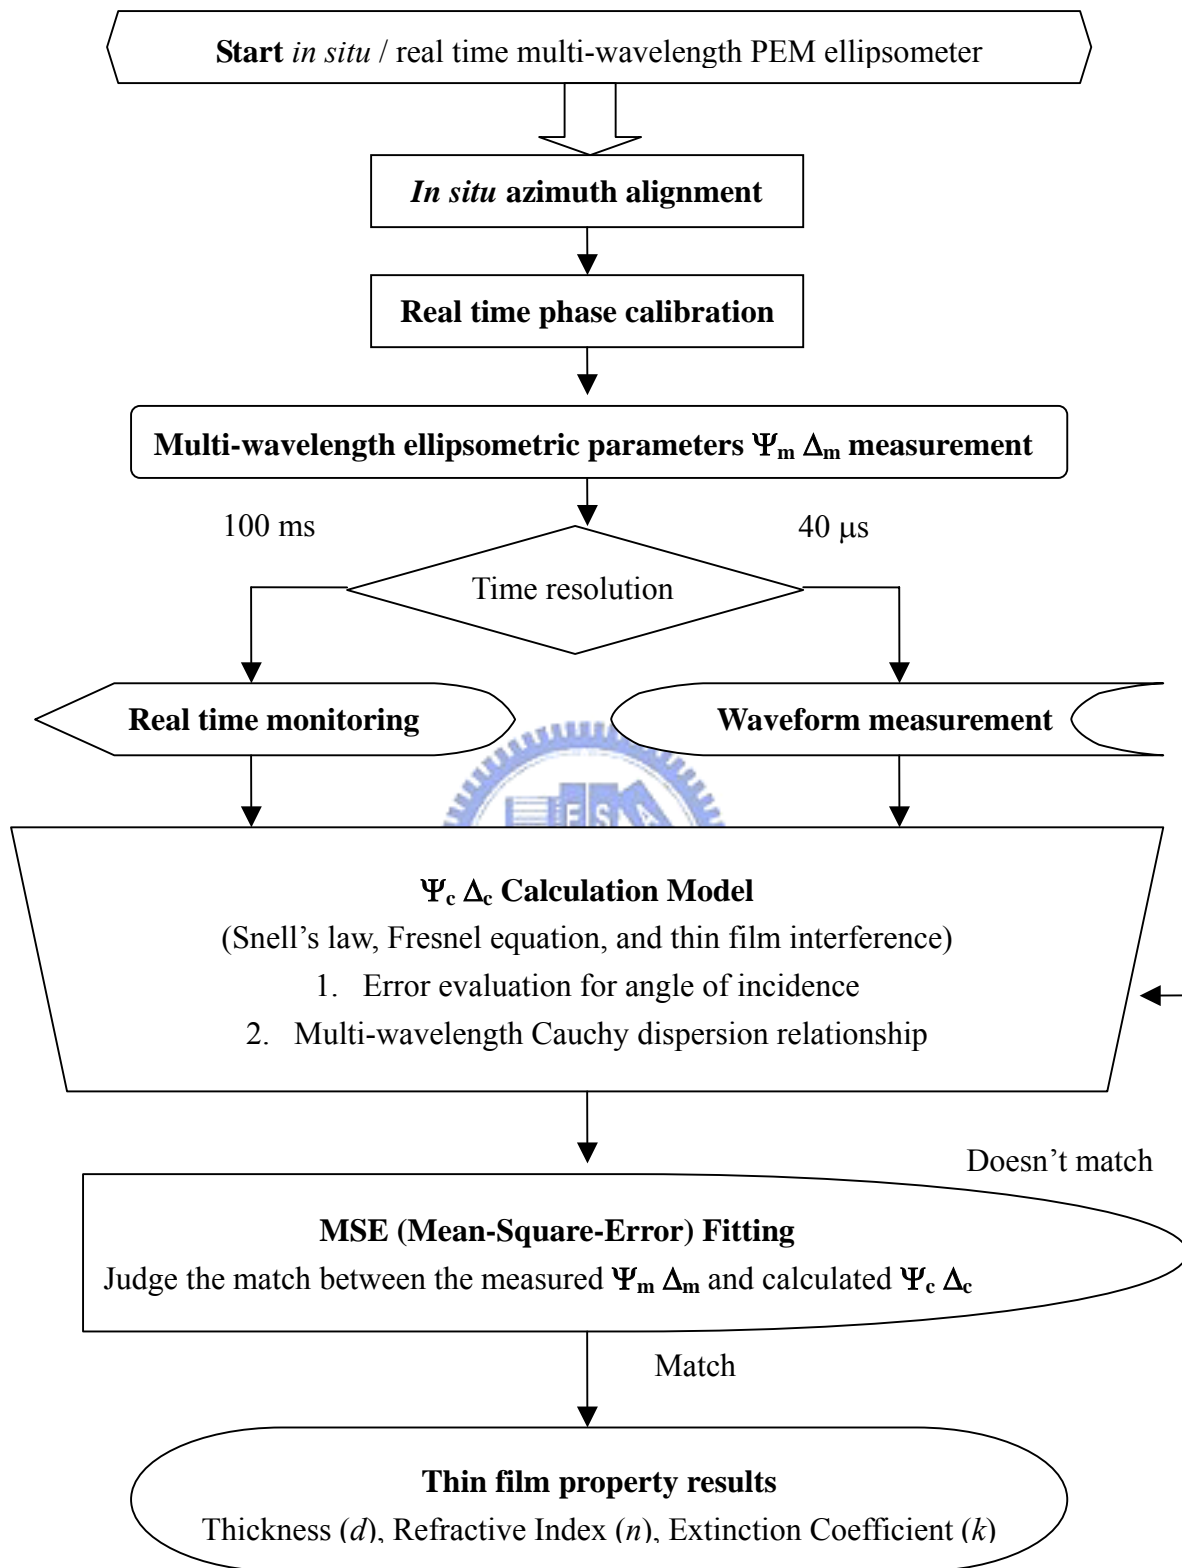 Start in situ / real time multi-wavelength PEM ellipsometer
In situ azimuth alignment
Real time phase calibration
Multi-wavelength ellipsometric parameters Ψm Δm measurement
100 ms
40 μs
Time resolution
Real time monitoring
Waveform measurement
E S A
Ψc Δc Calculation Model
(Snell’s law, Fresnel equation, and thin film interference)
1. Error evaluation for angle of incidence
2. Multi-wavelength Cauchy dispersion relationship
Doesn’t match
MSE (Mean-Square-Error) Fitting
Judge the match between the measured Ψm Δm and calculated Ψc Δc
Match
Thin film property results
Thickness (d), Refractive Index (n), Extinction Coefficient (k)